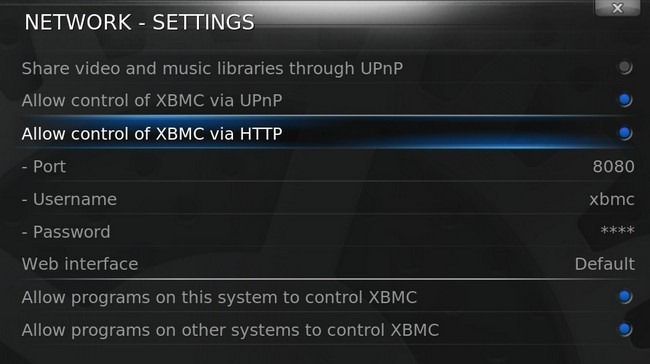 NETWORK - SETTINGS
Share video and music libraries through UPnP
Allow control of XBMC via UPnP
Allow control of XBMC via HTTP
- Port 8080
- Username xbmc
- Password ****
Web interface Default
Allow programs on this system to control XBMC
Allow programs on other systems to control XBMC